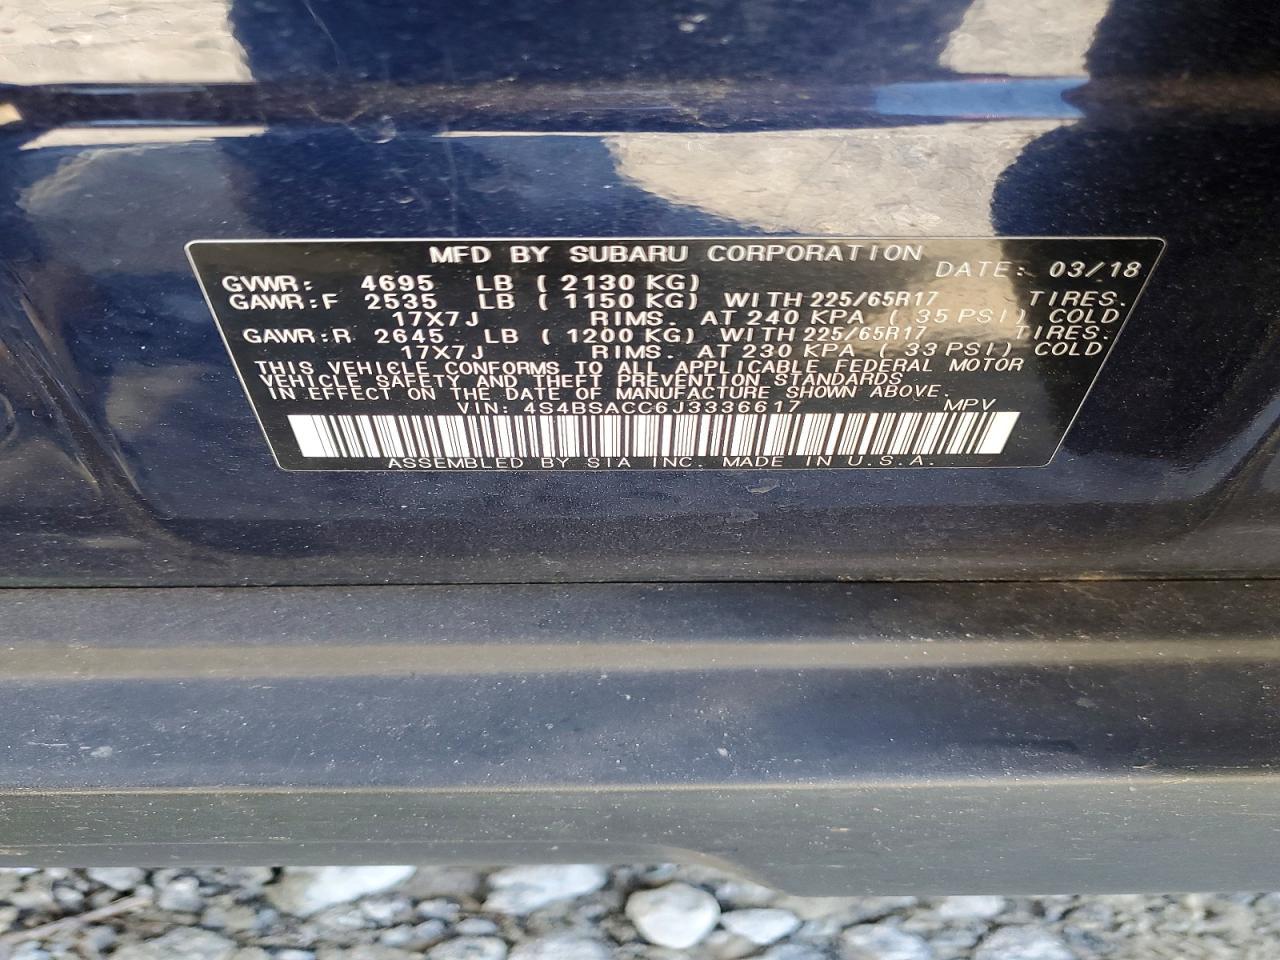 MFD BY SUBARU CORPORATION
DATE: 03/18
GVWR: 4695 LB ( 2130 KG)
GAWR:F 2535 LB ( 1150 KG) WITH 225/65R17 TIRES.
17X7J RIMS. AT 240 KPA ( 35 PSI) COLD
GAWR:R 2645 LB ( 1200 KG) WITH 225/65R17 TIRES.
17X7J RIMS. AT 230 KPA ( 33 PSI) COLD
THIS VEHICLE CONFORMS TO ALL APPLICABLE FEDERAL MOTOR
VEHICLE SAFETY AND THEFT PREVENTION STANDARDS
IN EFFECT ON THE DATE OF MANUFACTURE SHOWN ABOVE.
VIN: 4S4BSACC6J3336617 MPV
ASSEMBLED BY SIA INC. MADE IN U.S.A.